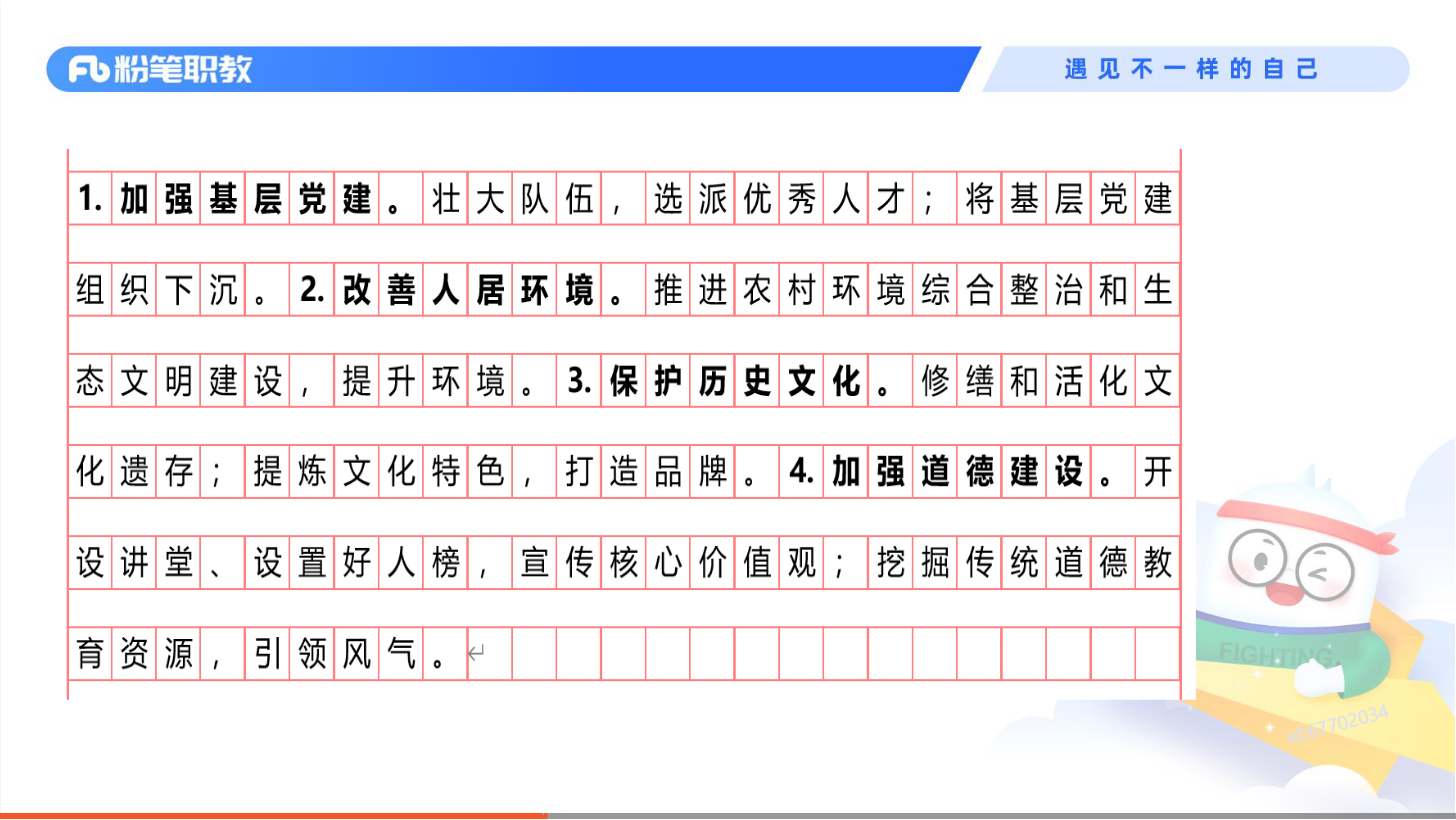 粉笔职教
遇见不一样的自己
1.加强基层党建。壮大队伍，选派优秀人才；将基层党建
组织下沉。2.改善人居环境。推进农村环境综合整治和生
态文明建设，提升环境。3.保护历史文化。修缮和活化文
化遗存；提炼文化特色，打造品牌。4.加强道德建设。开
设讲堂、设置好人榜，宣传核心价值观；挖掘传统道德教
育资源，引领风气。
FIGHTING.